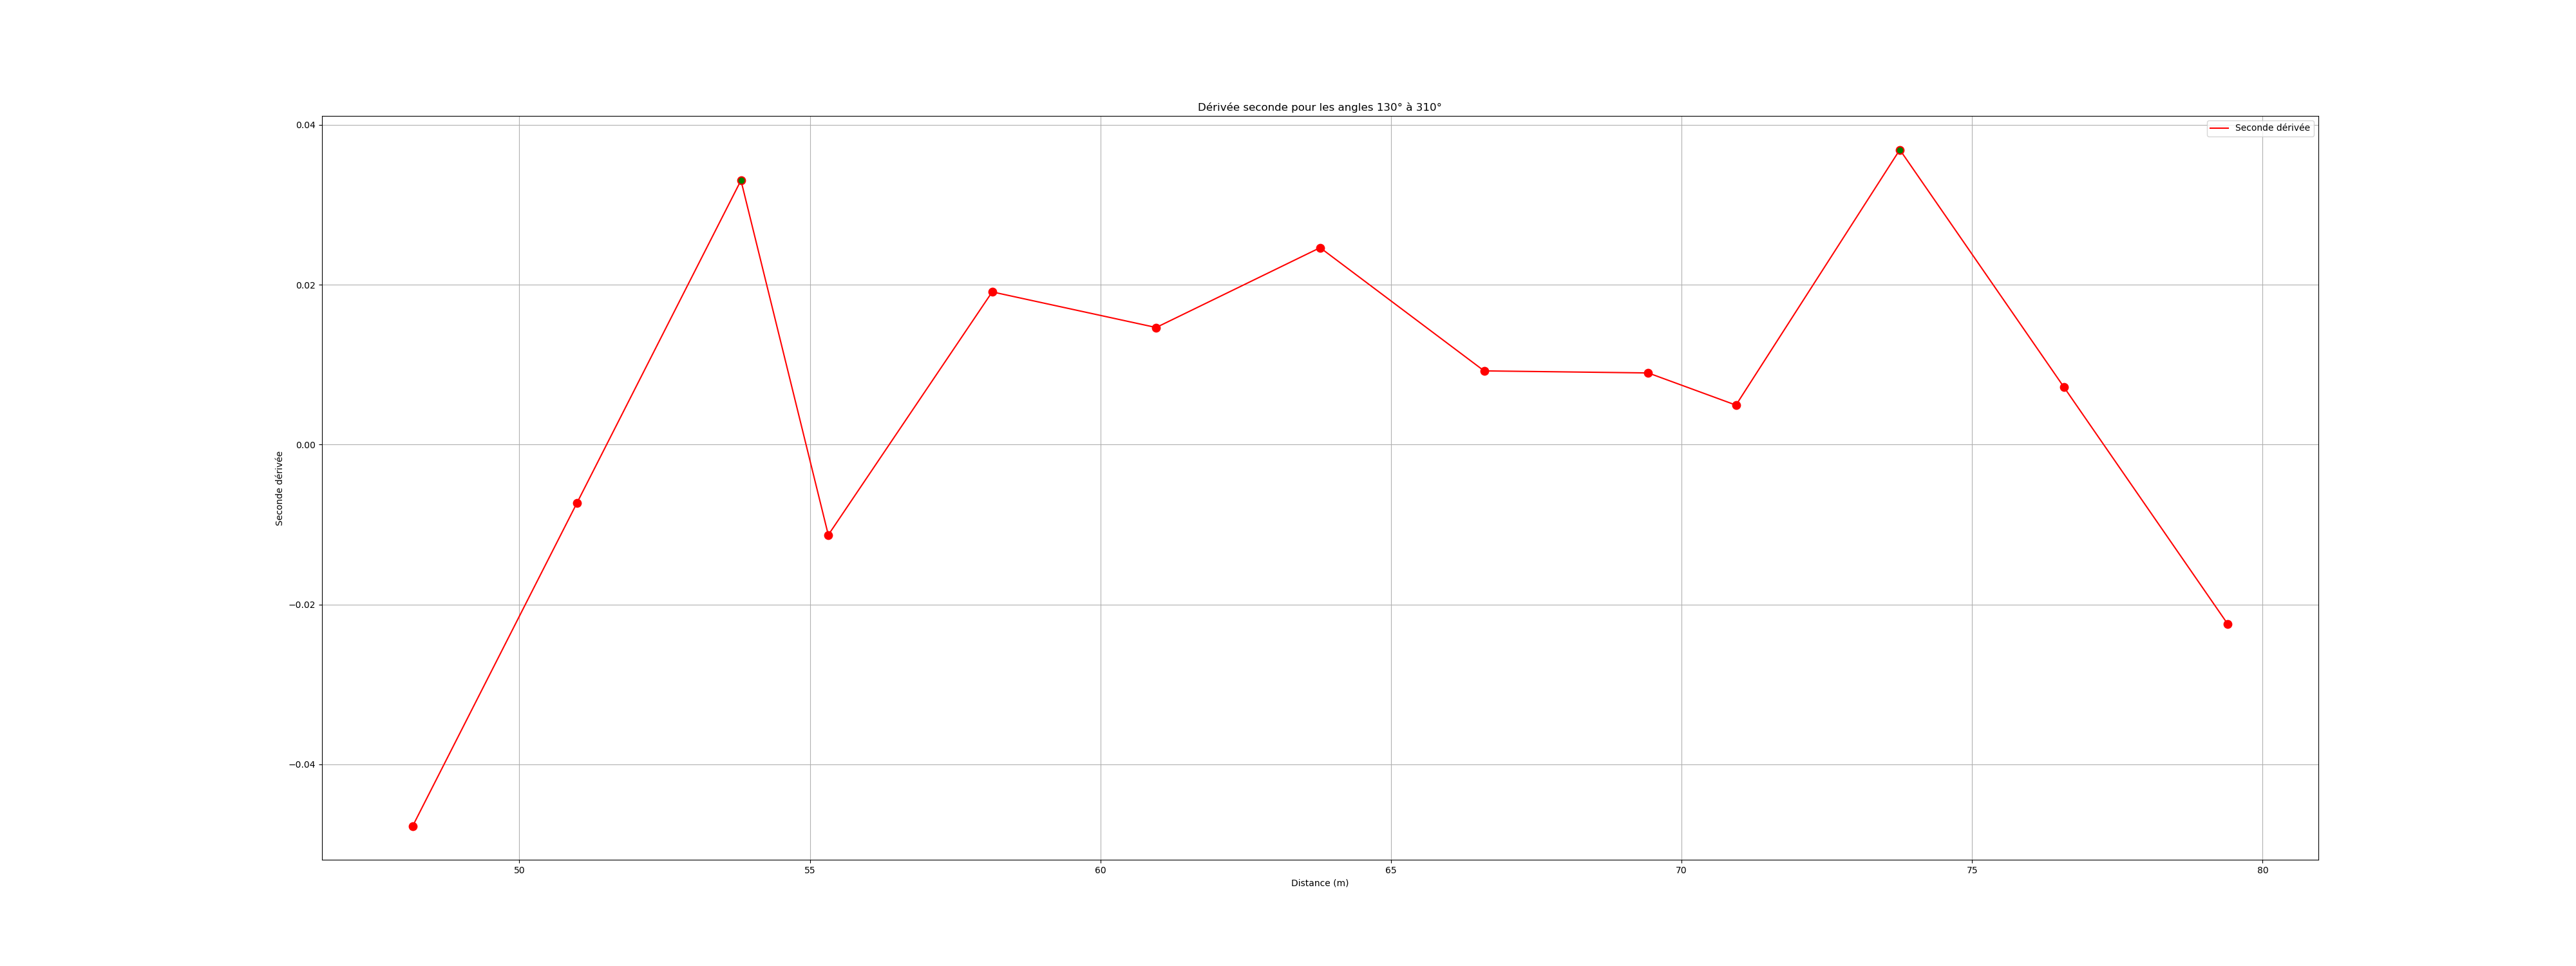 Dérivée seconde pour les angles 130° à 310°
Seconde dérivée
0.04
0.02
0.00
−0.02
−0.04
Seconde dérivée
50 55 60 65 70 75 80
Distance (m)